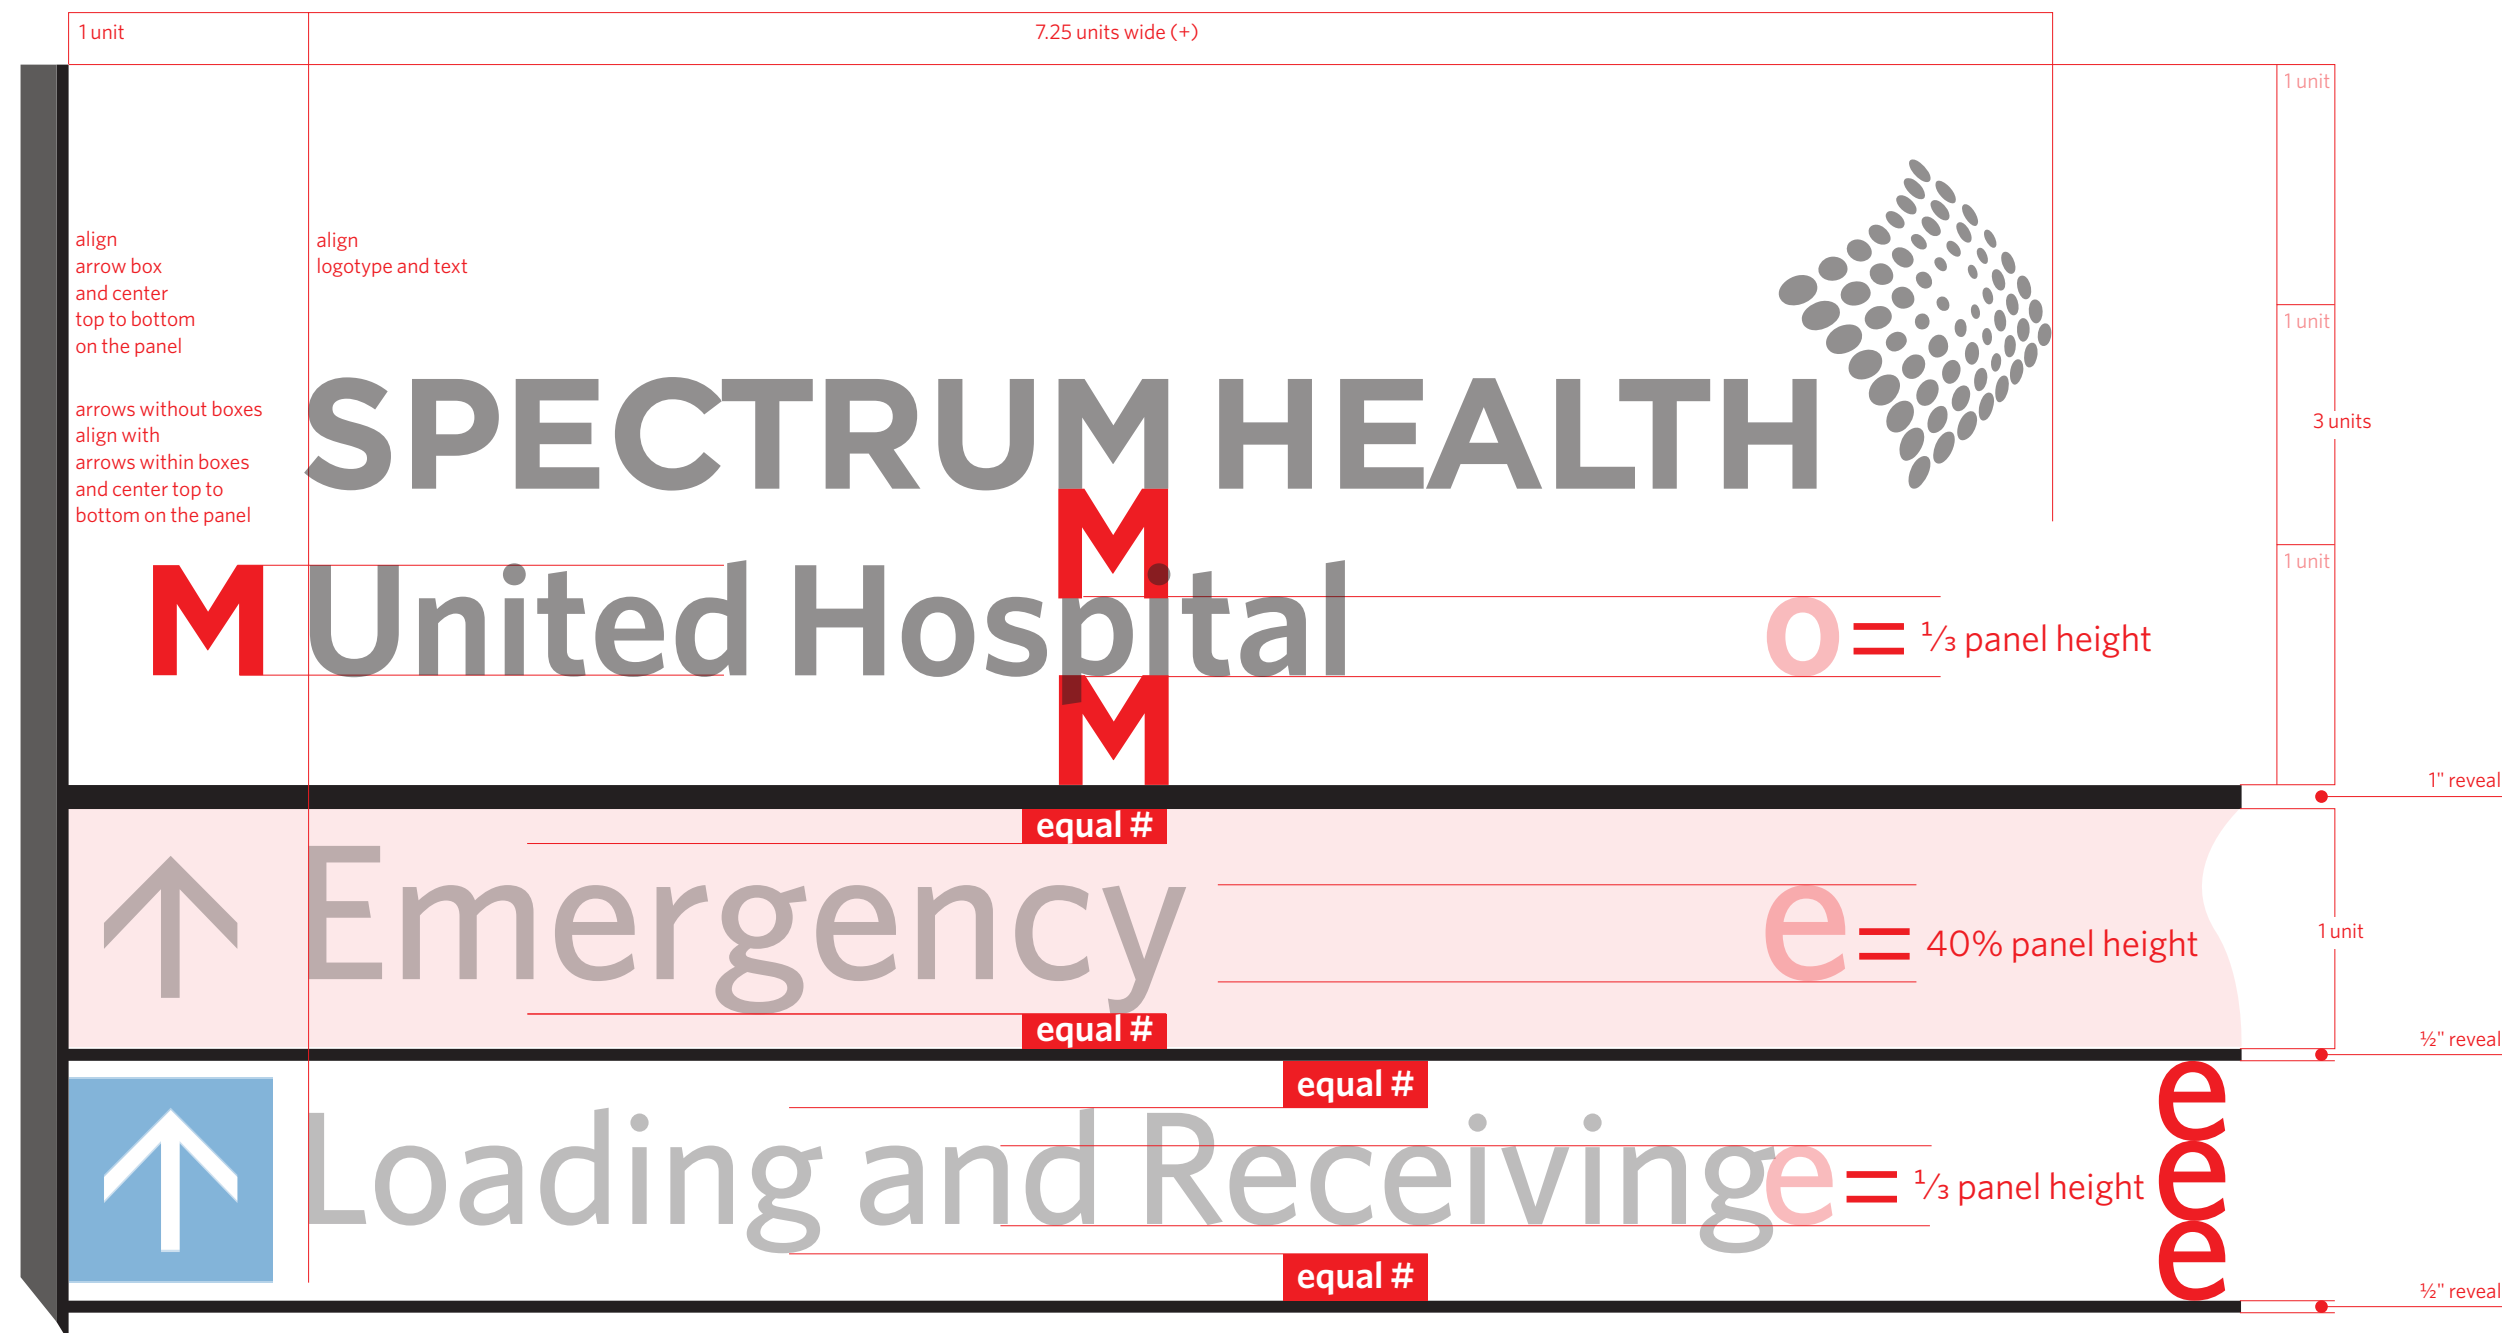 1 unit
7.25 units wide (+)
1 unit
align
arrow box
and center
top to bottom
on the panel
align
logotype and text
1 unit
arrows without boxes
align with
arrows within boxes
and center top to
bottom on the panel
SPECTRUM HEALTH
3 units
M
1 unit
M United Hospital
o = ⅓ panel height
M
1" reveal
equal #
Emergency
e = 40% panel height
1 unit
equal #
½" reveal
equal #
e
Loading and Receiving
e = ⅓ panel height
e
e
equal #
½" reveal